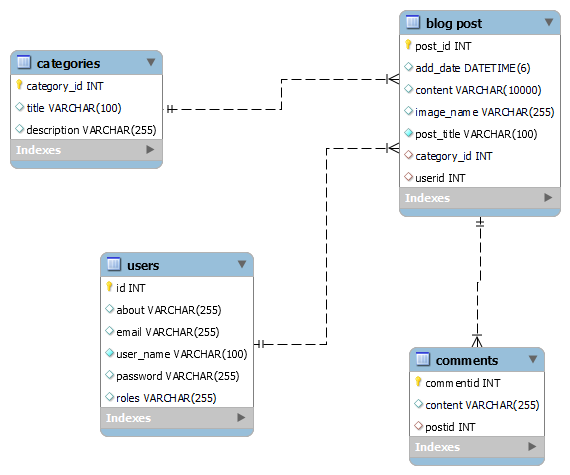 categories
category_id INT
title VARCHAR(100)
description VARCHAR(255)
Indexes
blog post
post_id INT
add_date DATETIME(6)
content VARCHAR(10000)
image_name VARCHAR(255)
post_title VARCHAR(100)
category_id INT
userid INT
Indexes
users
id INT
about VARCHAR(255)
email VARCHAR(255)
user_name VARCHAR(100)
password VARCHAR(255)
roles VARCHAR(255)
Indexes
comments
commentid INT
content VARCHAR(255)
postid INT
Indexes